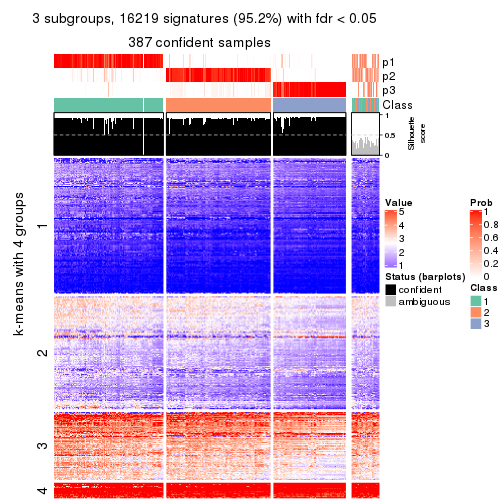 3 subgroups, 16219 signatures (95.2%) with fdr < 0.05
387 confident samples
p1
p2
p3
Class
1
0.5
0
Silhouette
score
k-means with 4 groups
1
2
3
4
Value
5
4
3
2
1
Status (barplots)
confident
ambiguous
Prob
1
0.8
0.6
0.4
0.2
0
Class
1
2
3